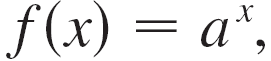 f(x) = a^x,